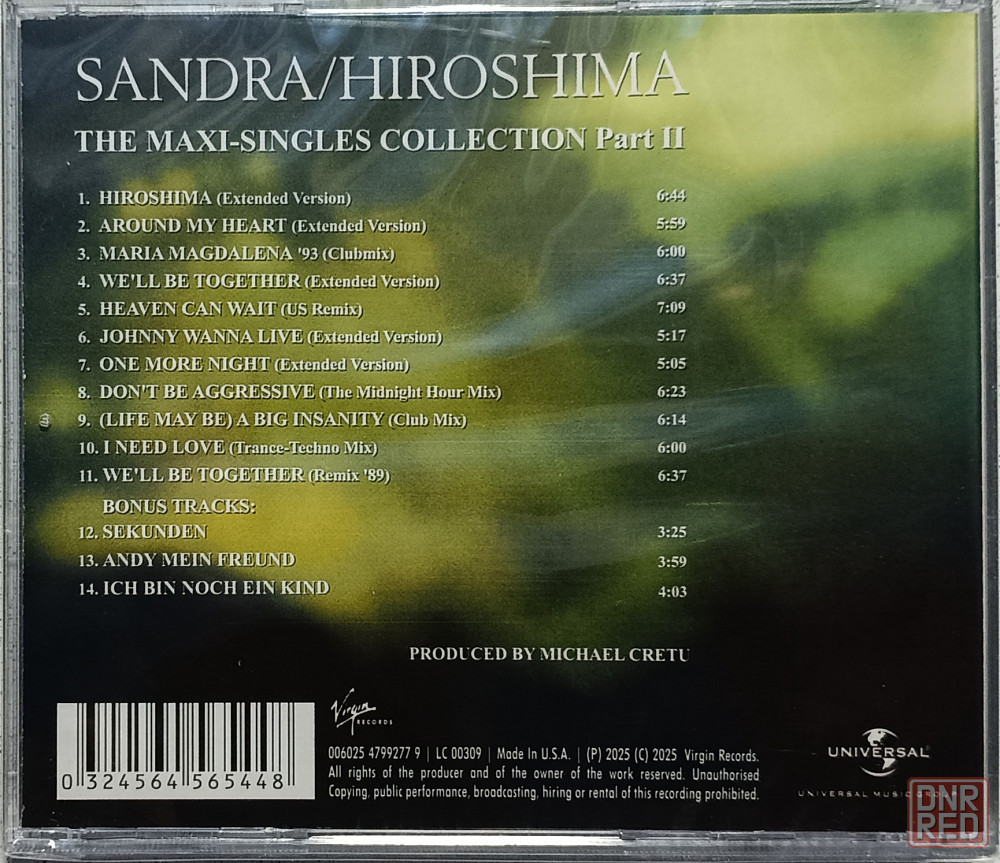 SANDRA/HIROSHIMA
THE MAXI-SINGLES COLLECTION Part II
1. HIROSHIMA (Extended Version) 6:44
2. AROUND MY HEART (Extended Version) 5:59
3. MARIA MAGDALENA '93 (Clubmix) 6:00
4. WE'LL BE TOGETHER (Extended Version) 6:37
5. HEAVEN CAN WAIT (US Remix) 7:09
6. JOHNNY WANNA LIVE (Extended Version) 5:17
7. ONE MORE NIGHT (Extended Version) 5:05
8. DON'T BE AGGRESSIVE (The Midnight Hour Mix) 6:23
9. (LIFE MAY BE) A BIG INSANITY (Club Mix) 6:14
10. I NEED LOVE (Trance-Techno Mix) 6:00
11. WE'LL BE TOGETHER (Remix '89) 6:37
BONUS TRACKS:
12. SEKUNDEN 3:25
13. ANDY MEIN FREUND 3:59
14. ICH BIN NOCH EIN KIND 4:03
PRODUCED BY MICHAEL CRETU
Virgin
RECORDS
006025 4799277 9 | LC 00309 | Made In U.S.A. | (P) 2025 (C) 2025 Virgin Records.
All rights of the producer and of the owner of the work reserved. Unauthorised
Copying, public performance, broadcasting, hiring or rental of this recording prohibited.
0 324564 565448
UNIVERSAL
UNIVERSAL MUSIC GROUP
DNR
RED